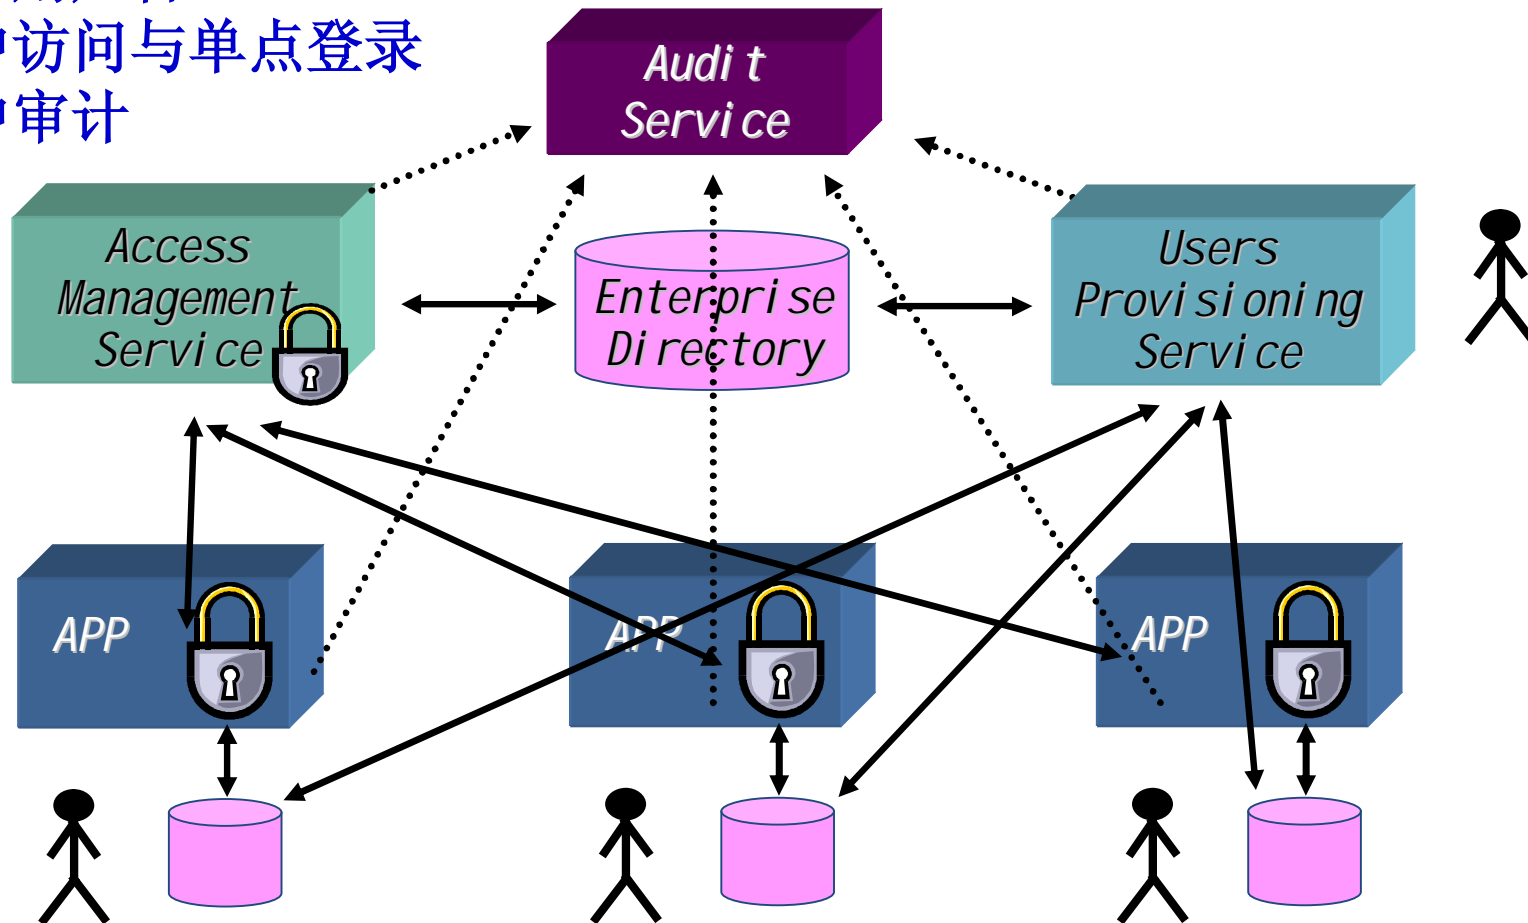 访问与单点登录
审计
Audit
Service
Access
Management
Service
Enterprise
Directory
Users
Provisioning
Service
APP
APP
APP